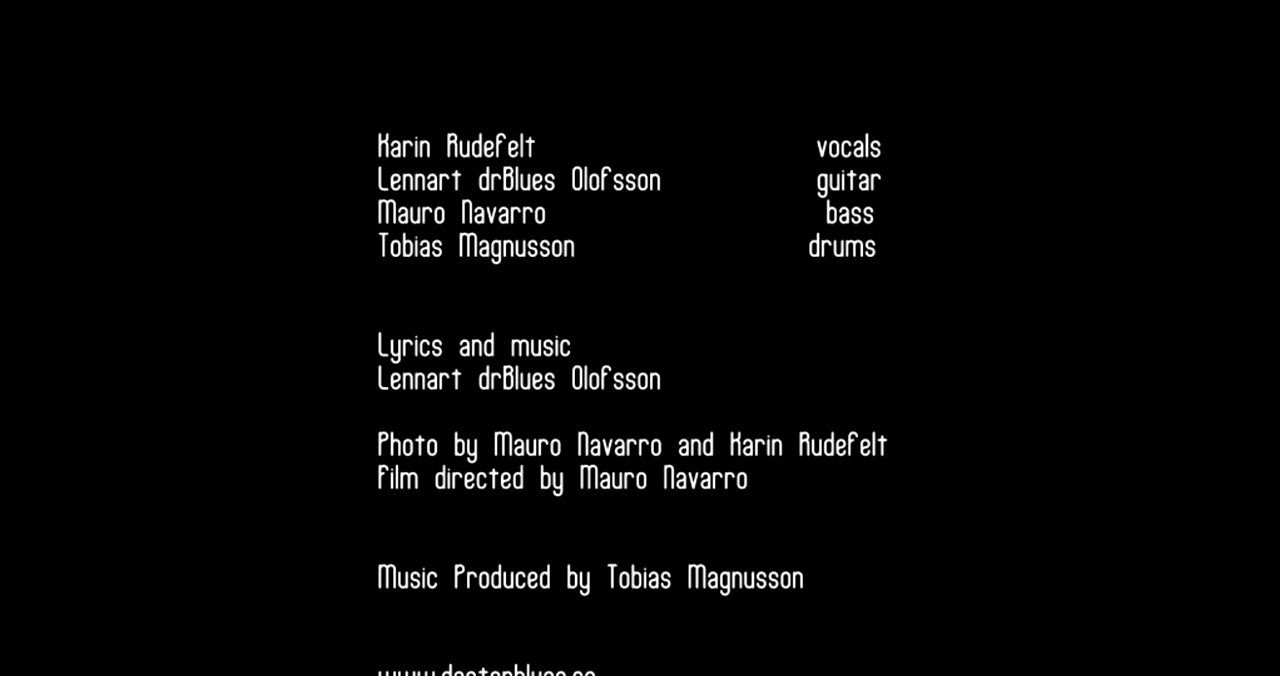 Karin Rudefelt vocals
Lennart drBlues Olofsson guitar
Mauro Navarro bass
Tobias Magnusson drums
Lyrics and music
Lennart drBlues Olofsson
Photo by Mauro Navarro and Karin Rudefelt
Film directed by Mauro Navarro
Music Produced by Tobias Magnusson